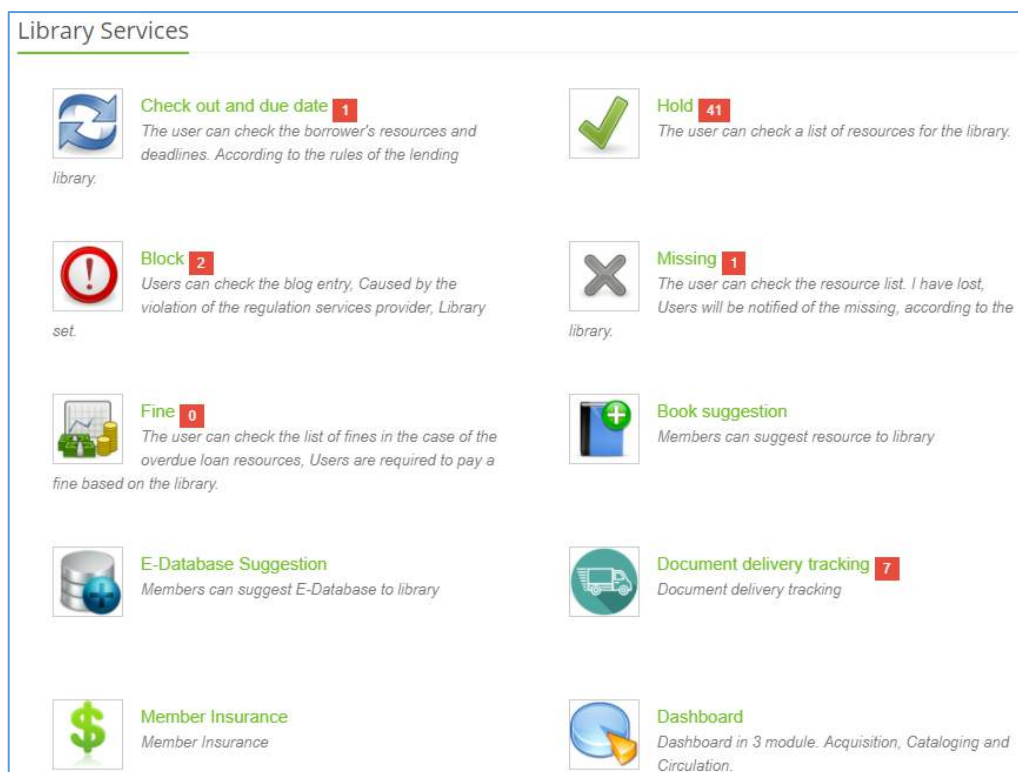 Library Services
Check out and due date 1
The user can check the borrower's resources and
deadlines. According to the rules of the lending
library.
Hold 41
The user can check a list of resources for the library.
Block 2
Users can check the blog entry, Caused by the
violation of the regulation services provider, Library
set.
Missing 1
The user can check the resource list. I have lost,
Users will be notified of the missing, according to the
library.
Fine 0
The user can check the list of fines in the case of the
overdue loan resources, Users are required to pay a
fine based on the library.
Book suggestion
Members can suggest resource to library
E-Database Suggestion
Members can suggest E-Database to library
Document delivery tracking 7
Document delivery tracking
Member Insurance
Member Insurance
Dashboard
Dashboard in 3 module. Acquisition, Cataloging and
Circulation.